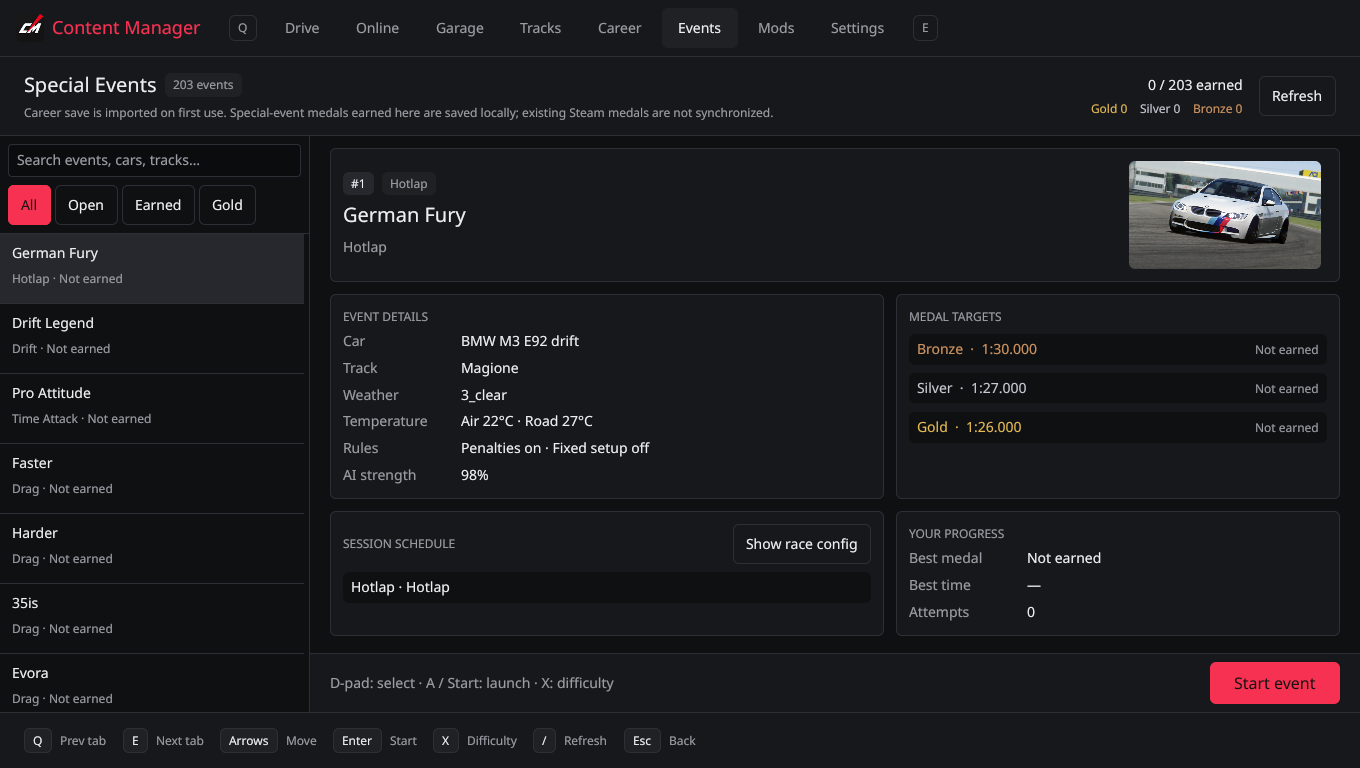 Content Manager
Q
Drive
Online
Garage
Tracks
Career
Events
Mods
Settings
E
Special Events
203 events
Career save is imported on first use. Special-event medals earned here are saved locally; existing Steam medals are not synchronized.
0 / 203 earned
Gold 0 Silver 0 Bronze 0
Refresh
Search events, cars, tracks...
All
Open
Earned
Gold
German Fury
Hotlap · Not earned
Drift Legend
Drift · Not earned
Pro Attitude
Time Attack · Not earned
Faster
Drag · Not earned
Harder
Drag · Not earned
35is
Drag · Not earned
Evora
Drag · Not earned
#1
Hotlap
German Fury
Hotlap
EVENT DETAILS
Car BMW M3 E92 drift
Track Magione
Weather 3_clear
Temperature Air 22°C · Road 27°C
Rules Penalties on · Fixed setup off
AI strength 98%
MEDAL TARGETS
Bronze · 1:30.000 Not earned
Silver · 1:27.000 Not earned
Gold · 1:26.000 Not earned
SESSION SCHEDULE
Show race config
Hotlap · Hotlap
YOUR PROGRESS
Best medal Not earned
Best time —
Attempts 0
D-pad: select · A / Start: launch · X: difficulty
Start event
Q Prev tab E Next tab Arrows Move Enter Start X Difficulty / Refresh Esc Back